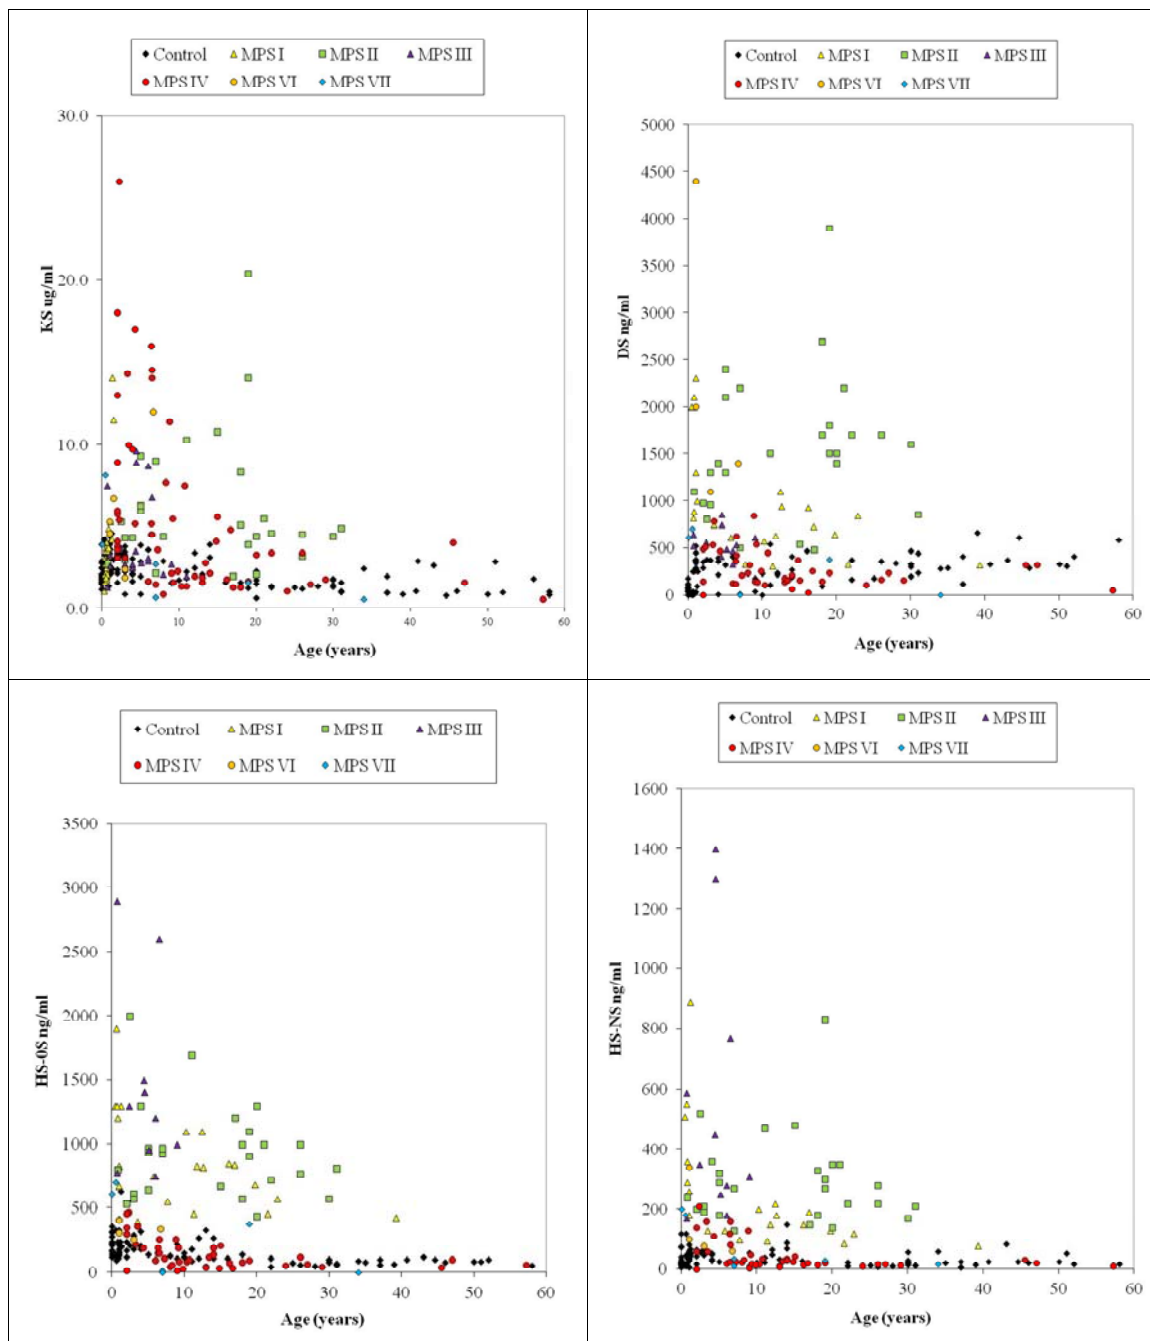 Control MPS I MPS II MPS III
MPS IV MPS VI MPS VII
30.0
20.0
10.0
0.0
KS ug/ml
0 10 20 30 40 50 60
Age (years)
Control MPS I MPS II MPS III
MPS IV MPS VI MPS VII
5000
4500
4000
3500
3000
2500
2000
1500
1000
500
0
DS ng/ml
0 10 20 30 40 50 60
Age (years)
Control MPS I MPS II MPS III
MPS IV MPS VI MPS VII
3500
3000
2500
2000
1500
1000
500
0
HS-0S ng/ml
0 10 20 30 40 50 60
Age (years)
Control MPS I MPS II MPS III
MPS IV MPS VI MPS VII
1600
1400
1200
1000
800
600
400
200
0
HS-NS ng/ml
0 10 20 30 40 50 60
Age (years)